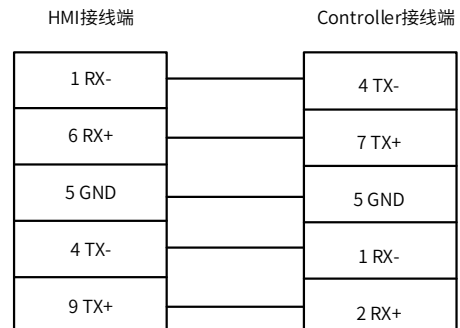 HMI接线端
Controller接线端
1 RX-
4 TX-
6 RX+
7 TX+
5 GND
5 GND
4 TX-
1 RX-
9 TX+
2 RX+